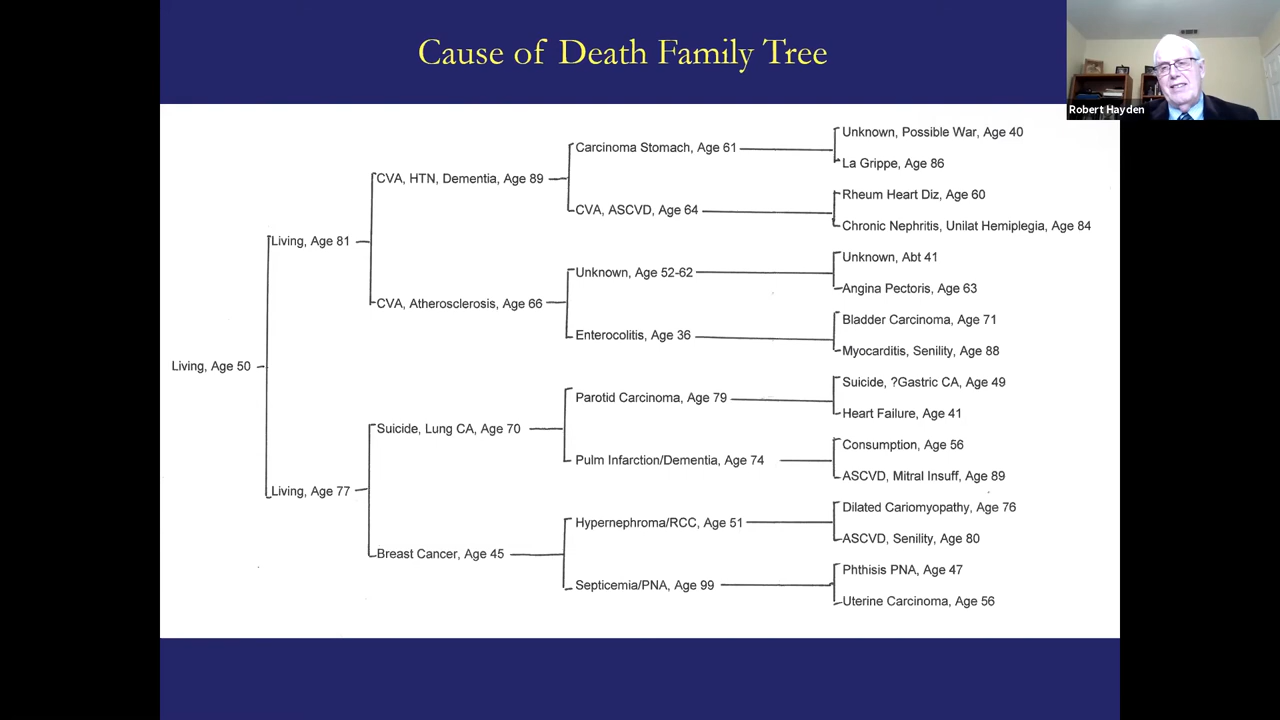 Cause of Death Family Tree
Robert Hayden
Unknown, Possible War, Age 40
Carcinoma Stomach, Age 61
La Grippe, Age 86
CVA, HTN, Dementia, Age 89
Rheum Heart Diz, Age 60
CVA, ASCVD, Age 64
Chronic Nephritis, Unilat Hemiplegia, Age 84
Living, Age 81
Unknown, Abt 41
Unknown, Age 52-62
Angina Pectoris, Age 63
CVA, Atherosclerosis, Age 66
Bladder Carcinoma, Age 71
Enterocolitis, Age 36
Myocarditis, Senility, Age 88
Living, Age 50
Suicide, ?Gastric CA, Age 49
Parotid Carcinoma, Age 79
Heart Failure, Age 41
Suicide, Lung CA, Age 70
Consumption, Age 56
Pulm Infarction/Dementia, Age 74
ASCVD, Mitral Insuff, Age 89
Living, Age 77
Dilated Cariomyopathy, Age 76
Hypernephroma/RCC, Age 51
ASCVD, Senility, Age 80
Breast Cancer, Age 45
Phthisis PNA, Age 47
Septicemia/PNA, Age 99
Uterine Carcinoma, Age 56